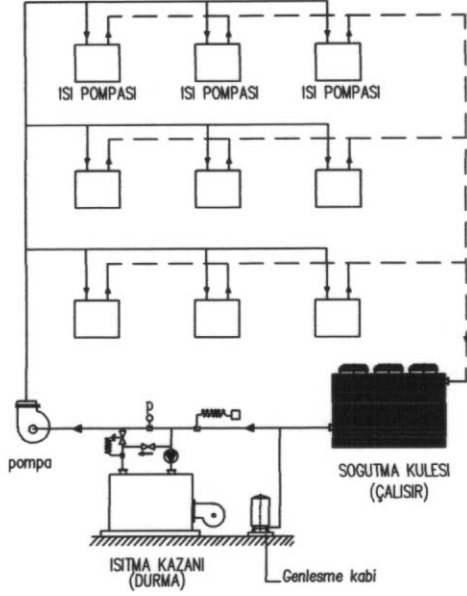 ISI POMPASI ISI POMPASI ISI POMPASI
P
pompa
SOGUTMA KULESI
(ÇALISIR)
ISITMA KAZANI
(DURMA)
Genlesme kabi